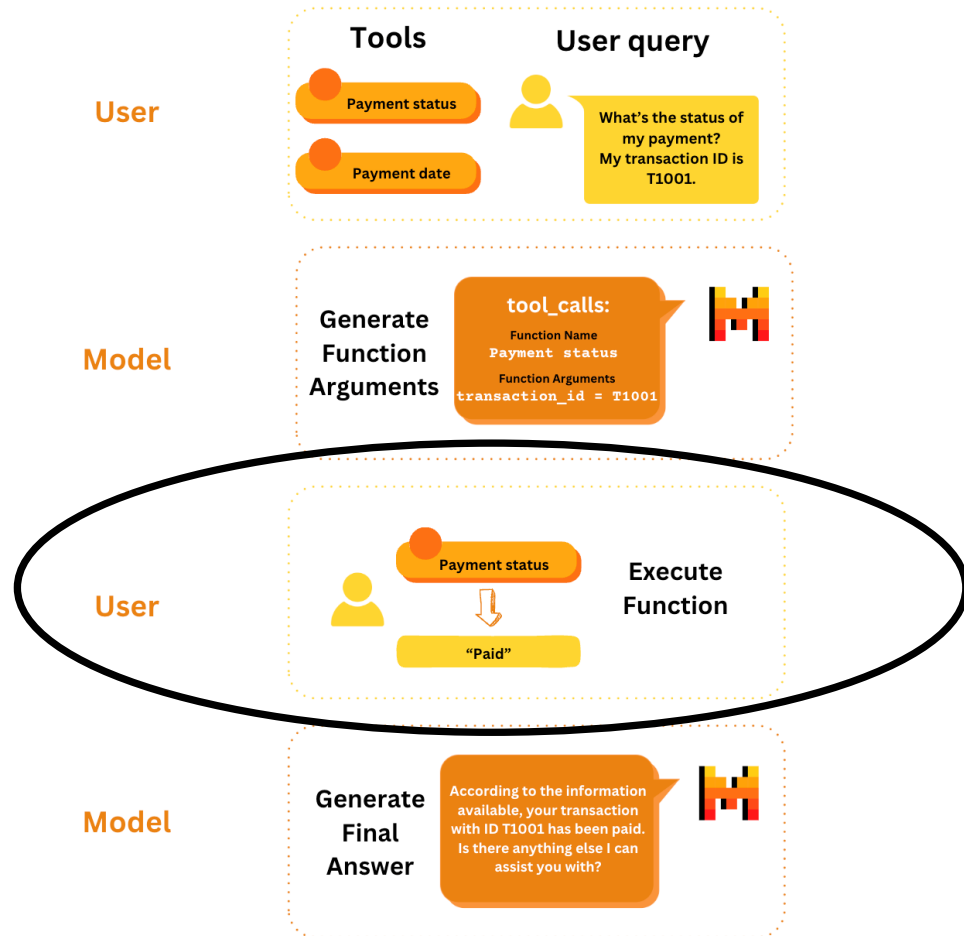 Tools
User query
User
Payment status
Payment date
What’s the status of
my payment?
My transaction ID is
T1001.
Model
Generate
Function
Arguments
tool_calls:
Function Name
Payment status
Function Arguments
transaction_id = T1001
User
Payment status
“Paid”
Execute
Function
Model
Generate
Final
Answer
According to the information
available, your transaction
with ID T1001 has been paid.
Is there anything else I can
assist you with?